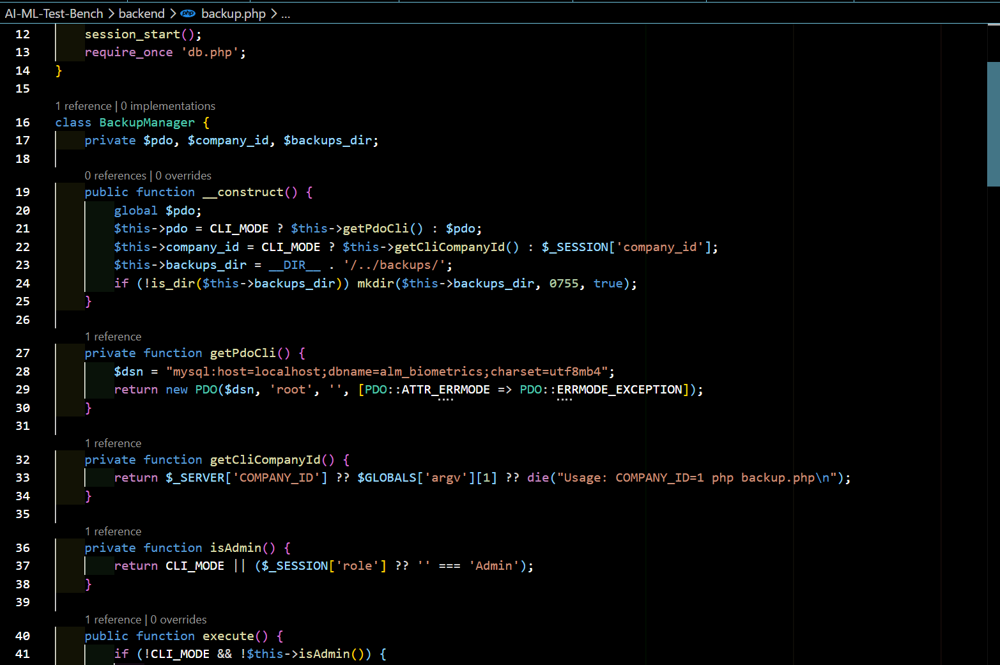 AI-ML-Test-Bench > backend > php backup.php > ...
12 session_start();
13 require_once 'db.php';
14 }
15
1 reference | 0 implementations
16 class BackupManager {
17 private $pdo, $company_id, $backups_dir;
18
0 references | 0 overrides
19 public function __construct() {
20 global $pdo;
21 $this->pdo = CLI_MODE ? $this->getPdoCli() : $pdo;
22 $this->company_id = CLI_MODE ? $this->getCliCompanyId() : $_SESSION['company_id'];
23 $this->backups_dir = __DIR__ . '/../backups/';
24 if (!is_dir($this->backups_dir)) mkdir($this->backups_dir, 0755, true);
25 }
26
1 reference
27 private function getPdoCli() {
28 $dsn = "mysql:host=localhost;dbname=alm_biometrics;charset=utf8mb4";
29 return new PDO($dsn, 'root', '', [PDO::ATTR_ERRMODE => PDO::ERRMODE_EXCEPTION]);
30 }
31
1 reference
32 private function getCliCompanyId() {
33 return $_SERVER['COMPANY_ID'] ?? $GLOBALS['argv'][1] ?? die("Usage: COMPANY_ID=1 php backup.php\n");
34 }
35
1 reference
36 private function isAdmin() {
37 return CLI_MODE || ($_SESSION['role'] ?? '' === 'Admin');
38 }
39
1 reference | 0 overrides
40 public function execute() {
41 if (!CLI_MODE && !$this->isAdmin()) {